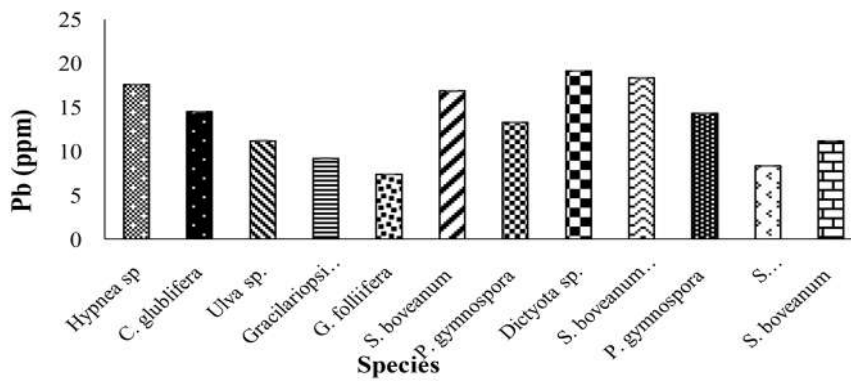 25
20
15
10
5
0
Pb (ppm)
Hypnea sp
C. glublifera
Ulva sp.
Gracilariopsi..
G. folliifera
S. boveanum
P. gymnospora
Dictyota sp.
S. boveanum...
P. gymnospora
S. ...
S. boveanum
Species